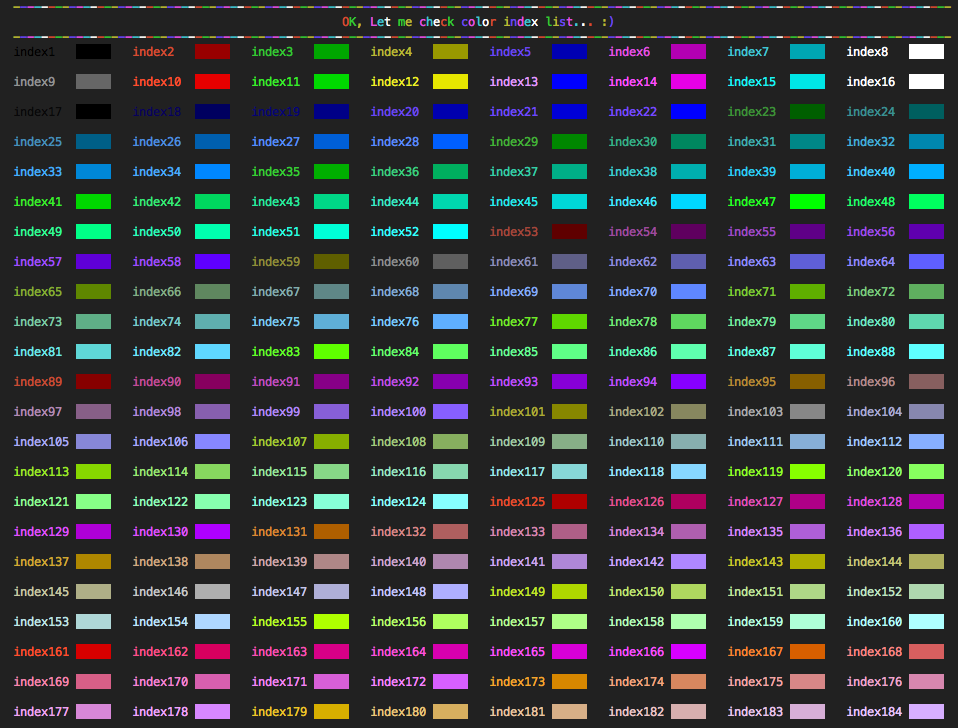 OK, Let me check color index list... :)
index1 index2 index3 index4 index5 index6 index7 index8
index9 index10 index11 index12 index13 index14 index15 index16
index17 index18 index19 index20 index21 index22 index23 index24
index25 index26 index27 index28 index29 index30 index31 index32
index33 index34 index35 index36 index37 index38 index39 index40
index41 index42 index43 index44 index45 index46 index47 index48
index49 index50 index51 index52 index53 index54 index55 index56
index57 index58 index59 index60 index61 index62 index63 index64
index65 index66 index67 index68 index69 index70 index71 index72
index73 index74 index75 index76 index77 index78 index79 index80
index81 index82 index83 index84 index85 index86 index87 index88
index89 index90 index91 index92 index93 index94 index95 index96
index97 index98 index99 index100 index101 index102 index103 index104
index105 index106 index107 index108 index109 index110 index111 index112
index113 index114 index115 index116 index117 index118 index119 index120
index121 index122 index123 index124 index125 index126 index127 index128
index129 index130 index131 index132 index133 index134 index135 index136
index137 index138 index139 index140 index141 index142 index143 index144
index145 index146 index147 index148 index149 index150 index151 index152
index153 index154 index155 index156 index157 index158 index159 index160
index161 index162 index163 index164 index165 index166 index167 index168
index169 index170 index171 index172 index173 index174 index175 index176
index177 index178 index179 index180 index181 index182 index183 index184